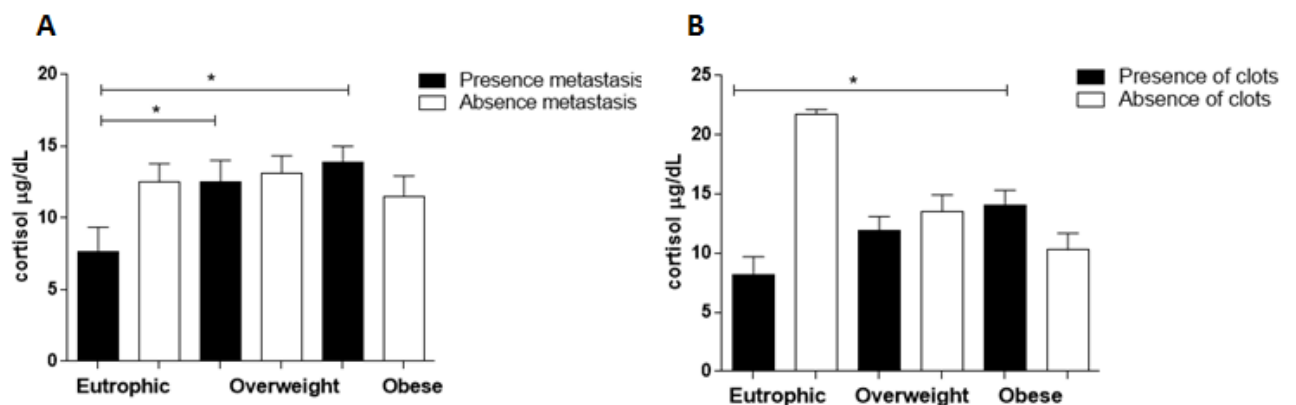 A
20
15
10
5
0
cortisol µg/dL
*
*
Presence metastasis
Absence metastasis
Eutrophic Overweight Obese
B
25
20
15
10
5
0
cortisol µg/dL
*
Presence of clots
Absence of clots
Eutrophic Overweight Obese